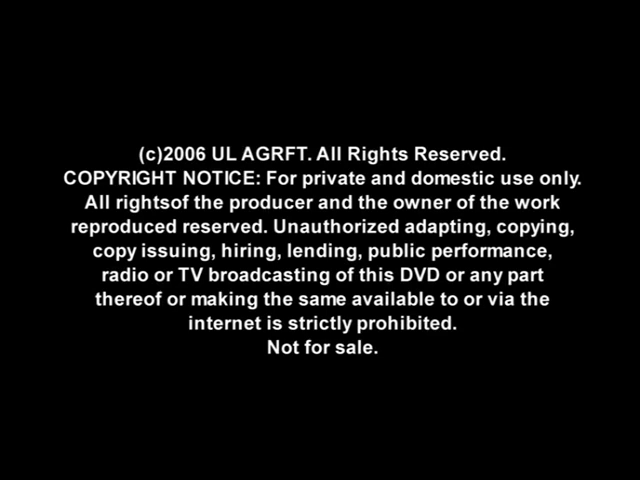 (c)2006 UL AGRFT. All Rights Reserved.
COPYRIGHT NOTICE: For private and domestic use only.
All rightsof the producer and the owner of the work
reproduced reserved. Unauthorized adapting, copying,
copy issuing, hiring, lending, public performance,
radio or TV broadcasting of this DVD or any part
thereof or making the same available to or via the
internet is strictly prohibited.
Not for sale.